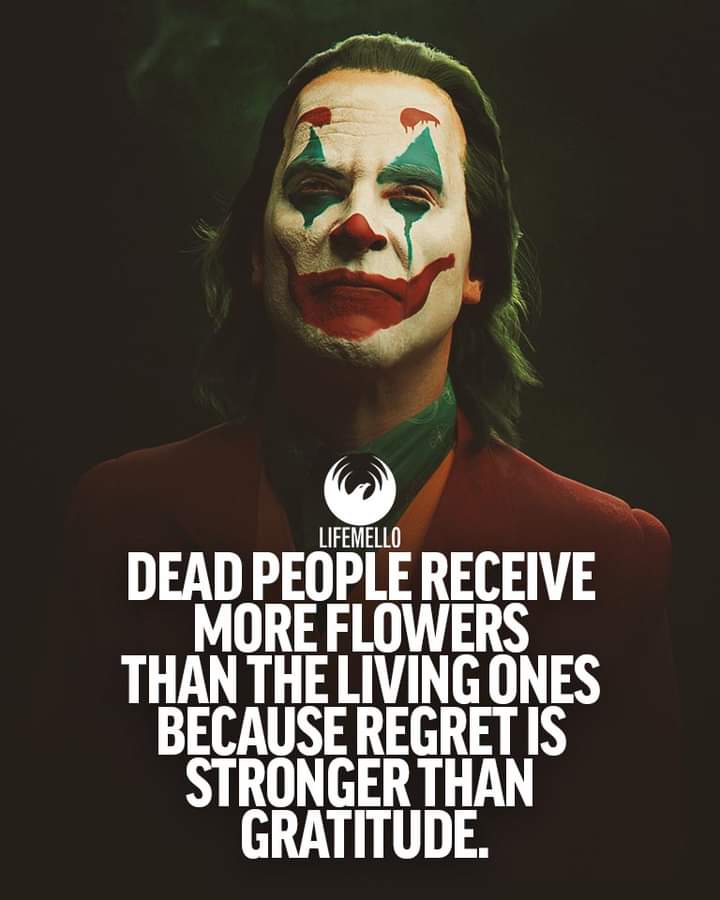 LIFEMELLO
DEAD PEOPLE RECEIVE
MORE FLOWERS
THAN THE LIVING ONES
BECAUSE REGRET IS
STRONGER THAN
GRATITUDE.